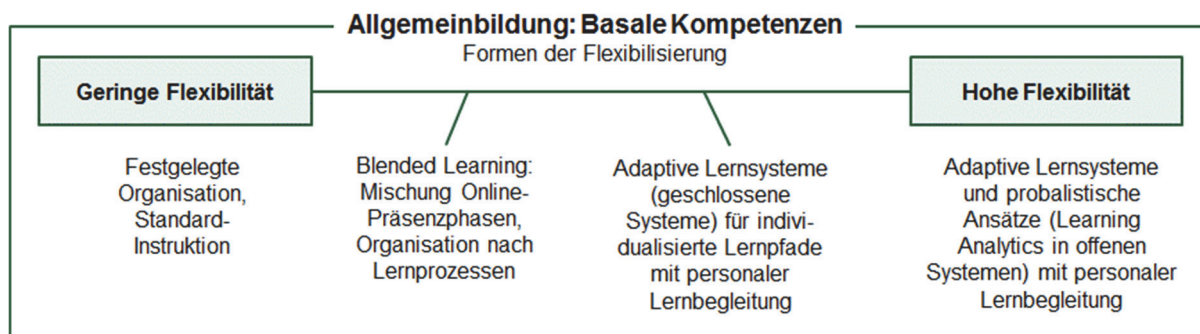 Allgemeinbildung: Basale Kompetenzen
Formen der Flexibilisierung
Geringe Flexibilität
Hohe Flexibilität
Festgelegte
Organisation,
Standard-
Instruktion
Blended Learning:
Mischung Online-
Präsenzphasen,
Organisation nach
Lernprozessen
Adaptive Lernsysteme
(geschlossene
Systeme) für indivi-
dualisierte Lernpfade
mit personaler
Lernbegleitung
Adaptive Lernsysteme
und probalistische
Ansätze (Learning
Analytics in offenen
Systemen) mit personaler
Lernbegleitung